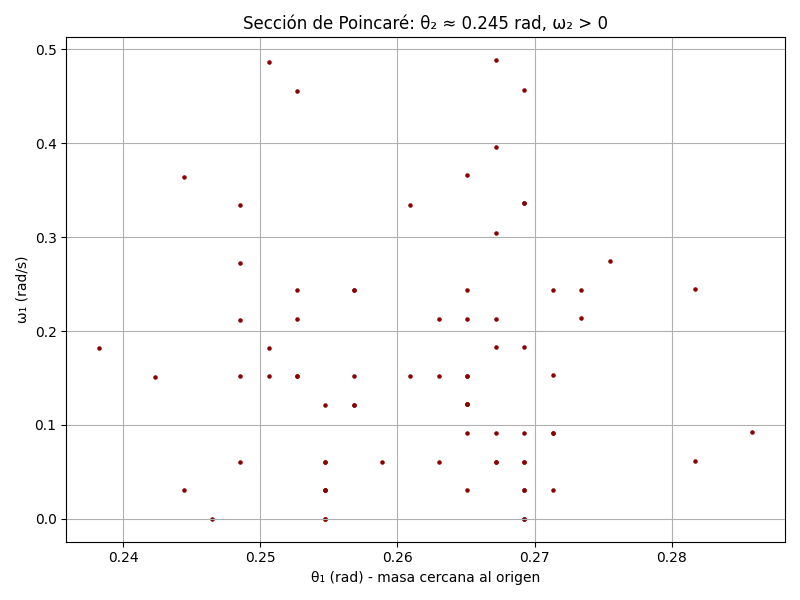 Sección de Poincaré: θ₂ ≈ 0.245 rad, ω₂ > 0
0.5
0.4
0.3
0.2
0.1
0.0
ω₁ (rad/s)
0.24 0.25 0.26 0.27 0.28
θ₁ (rad) - masa cercana al origen